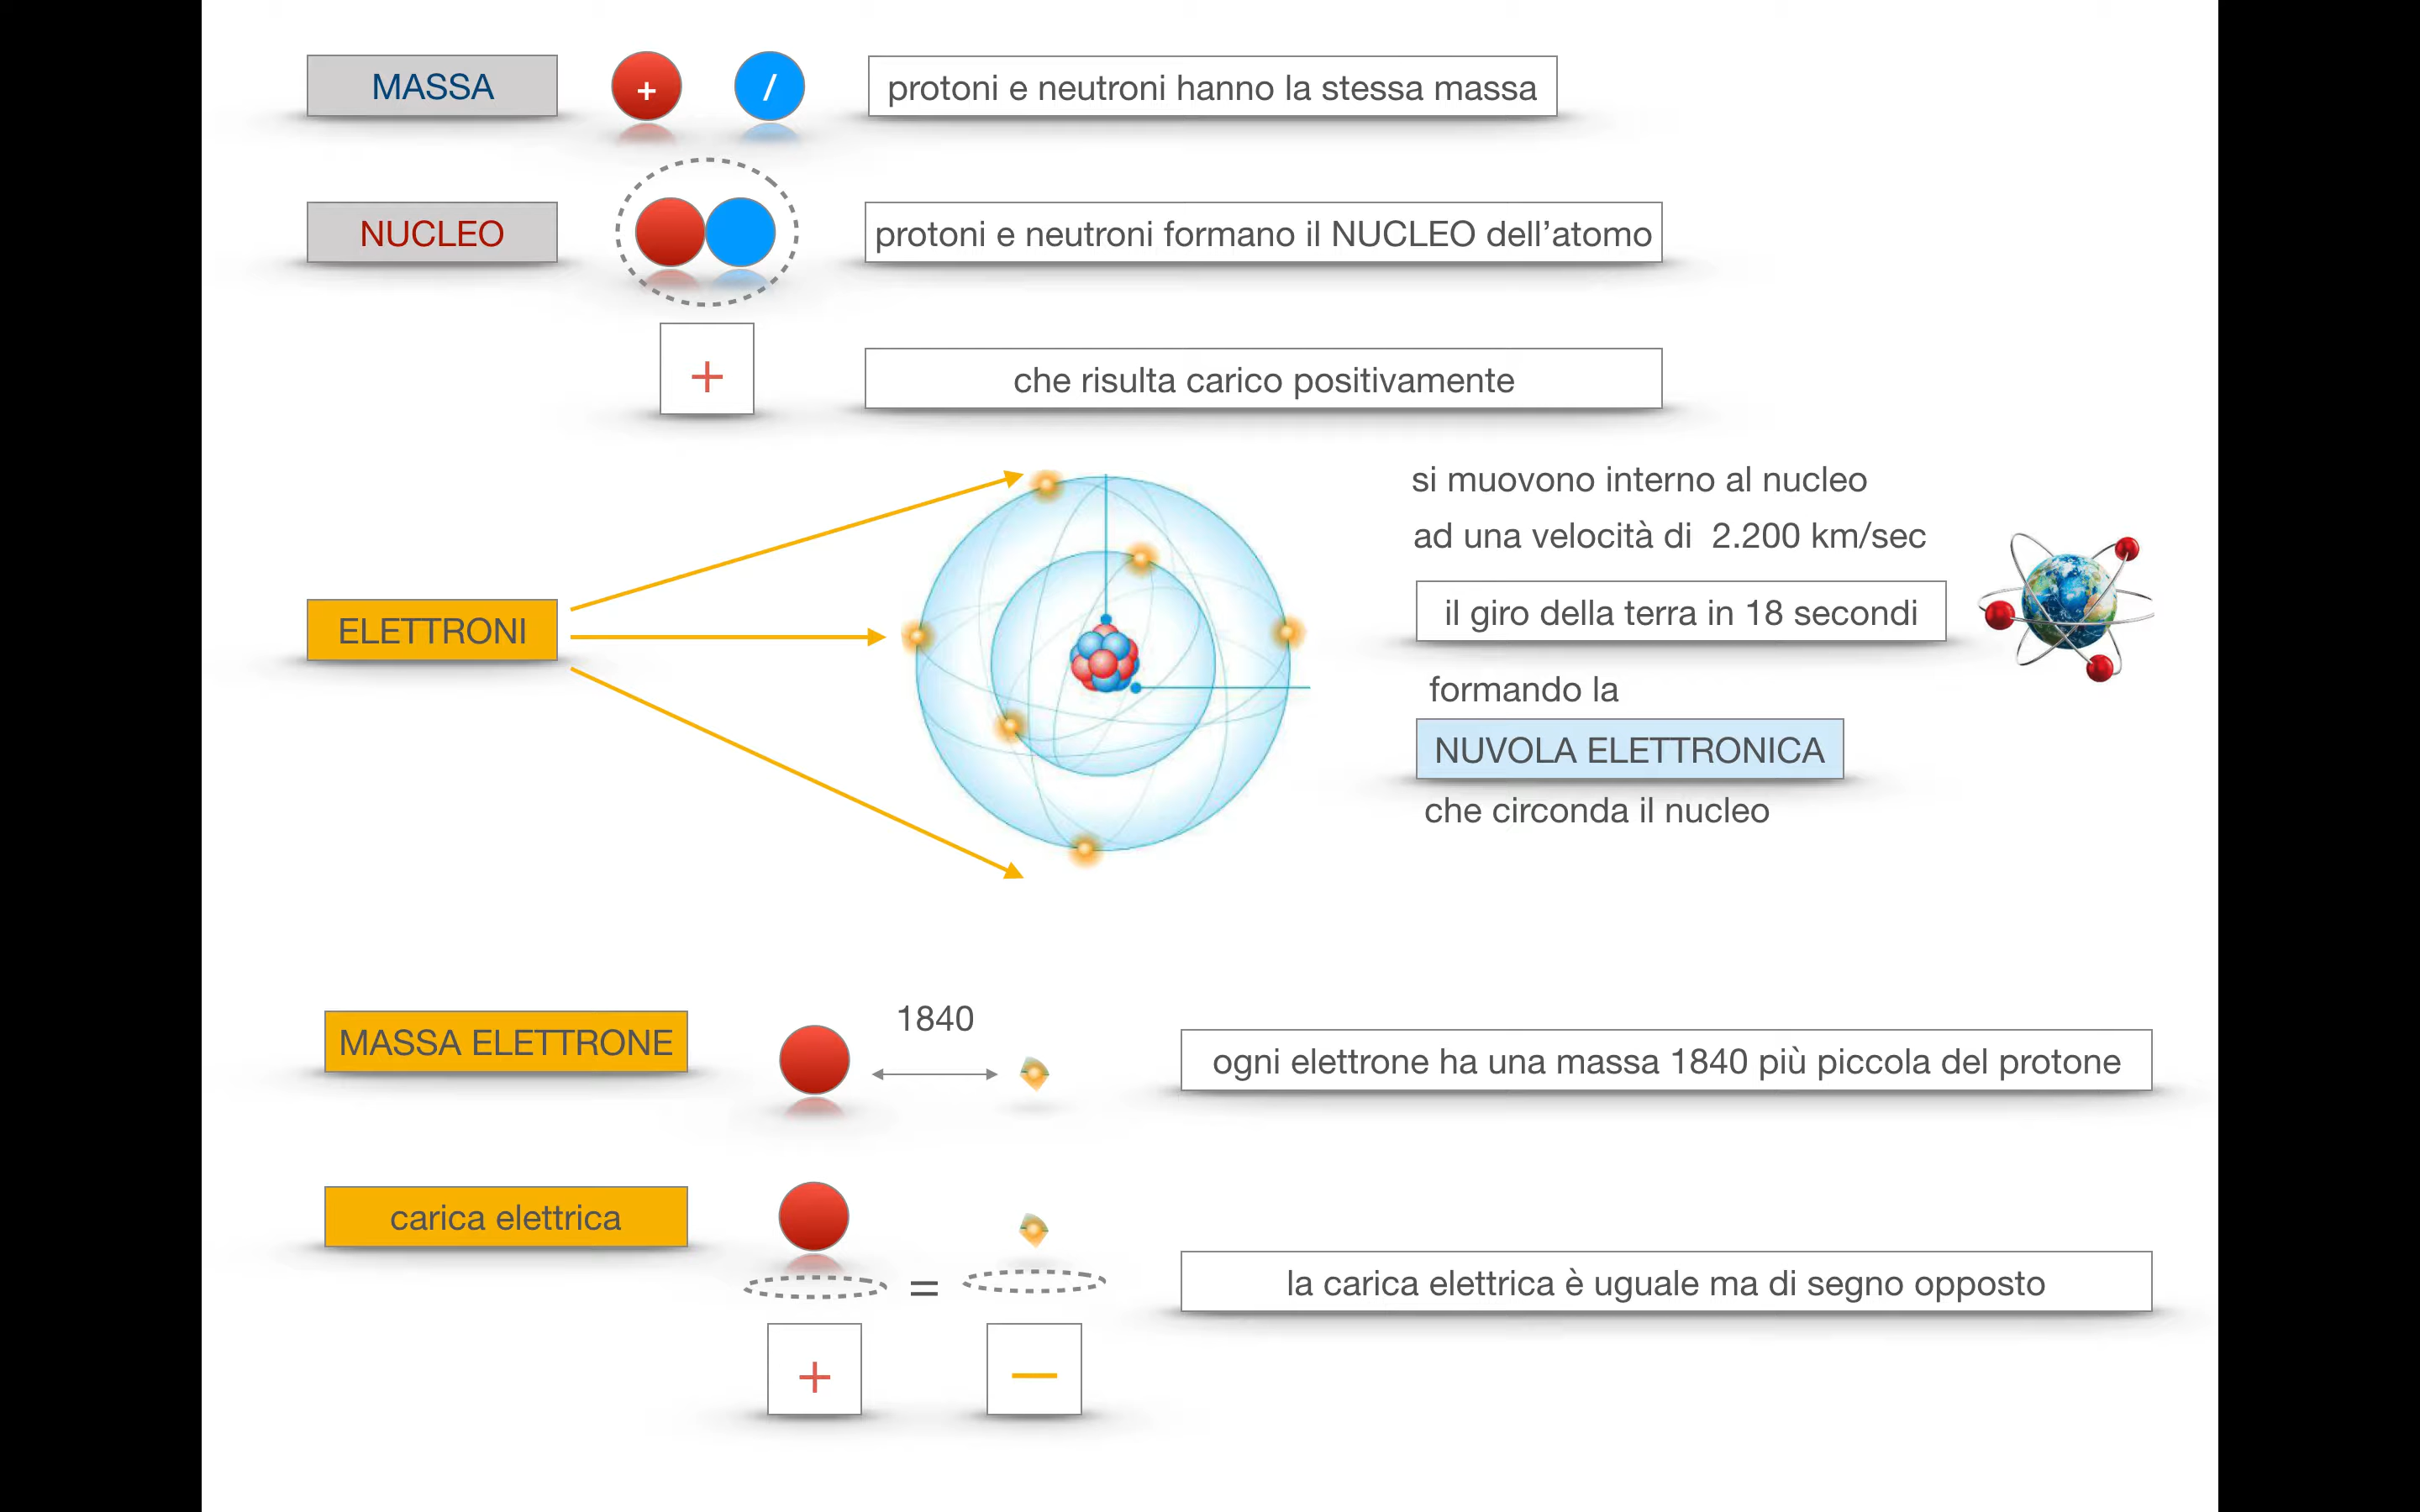 MASSA
+
/
protoni e neutroni hanno la stessa massa
NUCLEO
protoni e neutroni formano il NUCLEO dell’atomo
+
che risulta carico positivamente
ELETTRONI
si muovono interno al nucleo
ad una velocità di 2.200 km/sec
il giro della terra in 18 secondi
formando la
NUVOLA ELETTRONICA
che circonda il nucleo
MASSA ELETTRONE
1840
ogni elettrone ha una massa 1840 più piccola del protone
carica elettrica
=
la carica elettrica è uguale ma di segno opposto
+
—